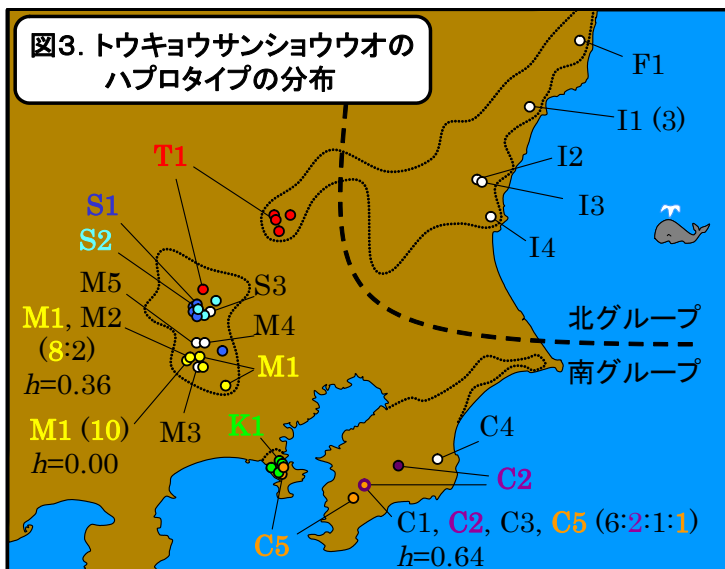 図3. トウキョウサンショウウオの
ハプロタイプの分布
F1
I1 (3)
T1
I2
I3
S1
I4
S2
M5
S3
M1, M2
M4
(8:2)
h=0.36
M1
北グループ
南グループ
M1 (10)
M3
h=0.00
K1
C4
C2
C5
C1, C2, C3, C5 (6:2:1:1)
h=0.64